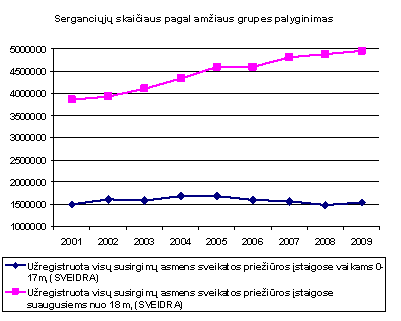 Sergančiųjų skaičiaus pagal amžiaus grupes palyginimas
5000000
4500000
4000000
3500000
3000000
2500000
2000000
1500000
1000000
2001 2002 2003 2004 2005 2006 2007 2008 2009
Užregistruota visų susirgimų asmens sveikatos priežiūros įstaigose vaikams 0-
17m, (SVEIDRA)
Užregistruota visų susirgimų asmens sveikatos priežiūros įstaigose
suaugusiems nuo 18 m, (SVEIDRA)